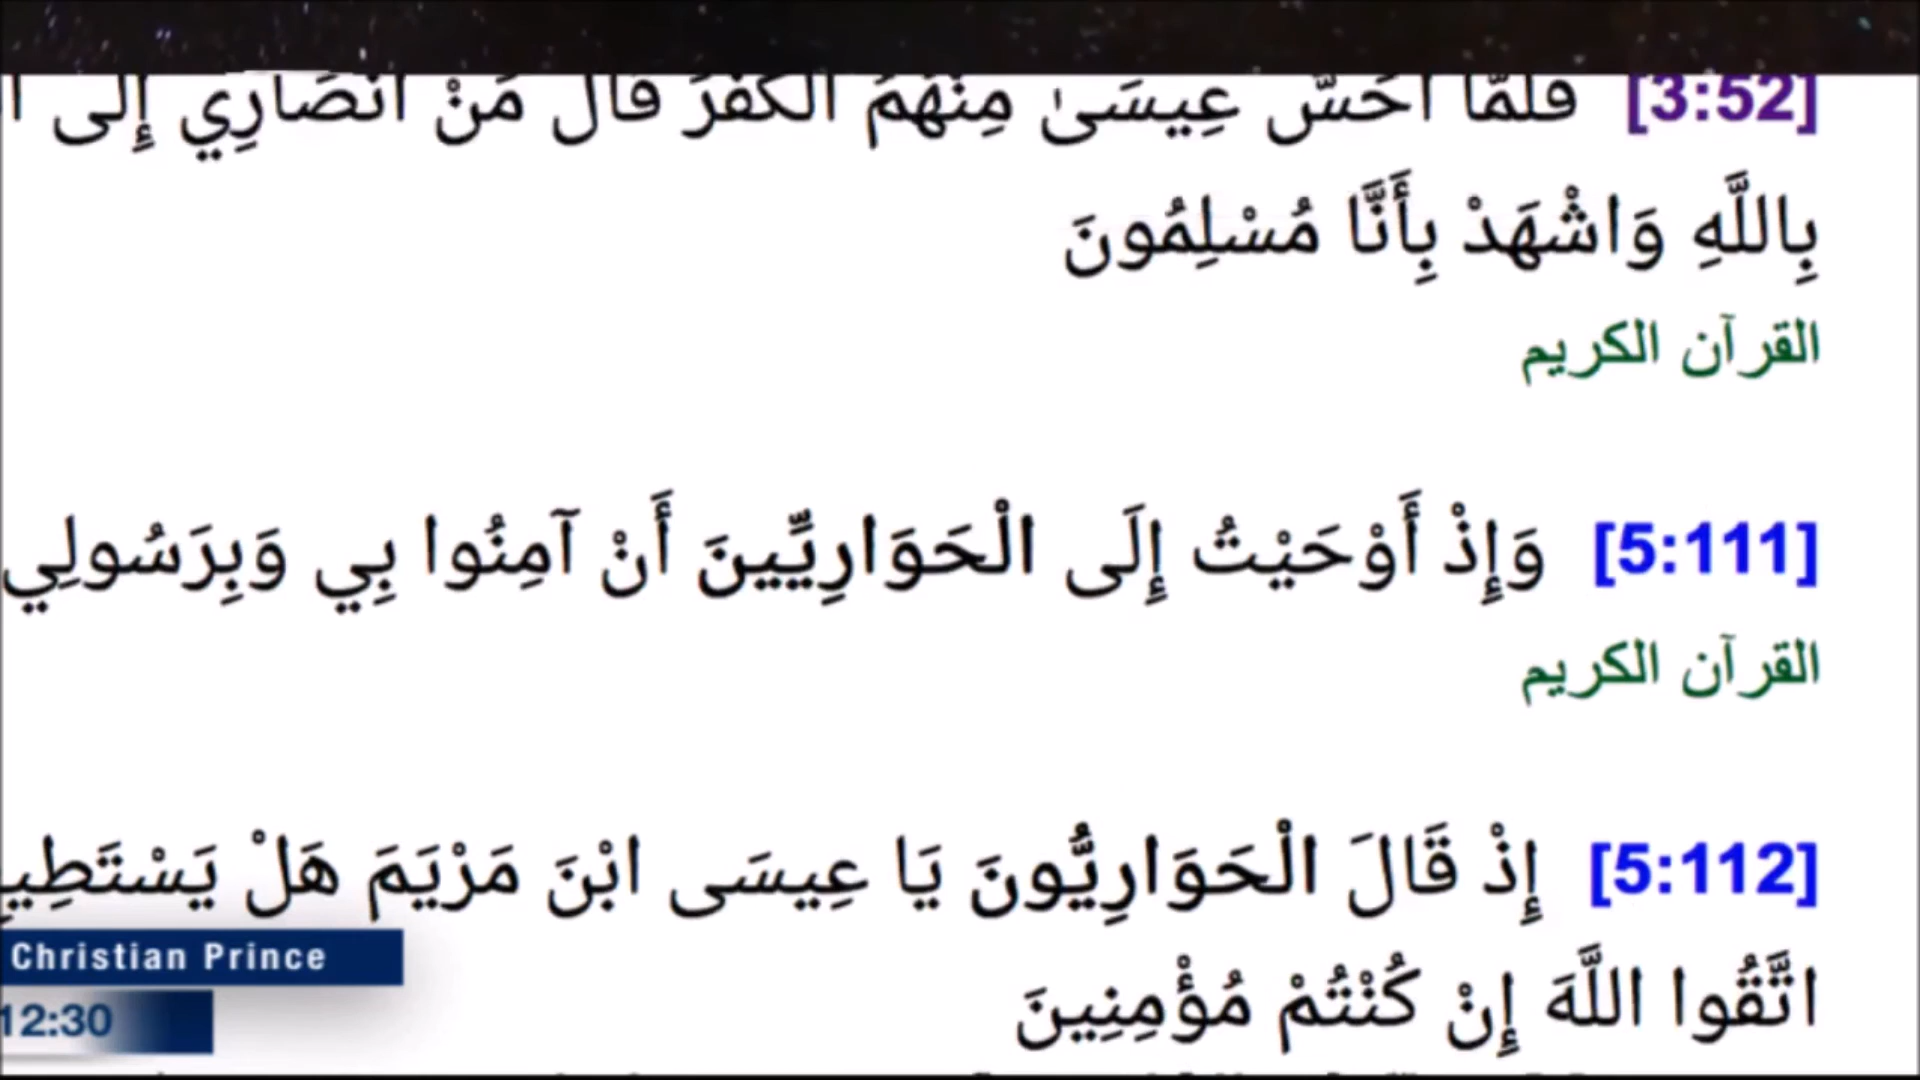 [3:52] فَلَمَّا أَحَسَّ عِيسَىٰ مِنْهُمُ الْكُفْرَ قَالَ مَنْ أَنْصَارِي إِلَى
بِاللَّهِ وَاشْهَدْ بِأَنَّا مُسْلِمُونَ
القرآن الكريم
[5:111] وَإِذْ أَوْحَيْتُ إِلَى الْحَوَارِيِّينَ أَنْ آمِنُوا بِي وَبِرَسُولِي
القرآن الكريم
[5:112] إِذْ قَالَ الْحَوَارِيُّونَ يَا عِيسَى ابْنَ مَرْيَمَ هَلْ يَسْتَطِي
اتَّقُوا اللَّهَ إِنْ كُنْتُمْ مُؤْمِنِينَ
Christian Prince
12:30